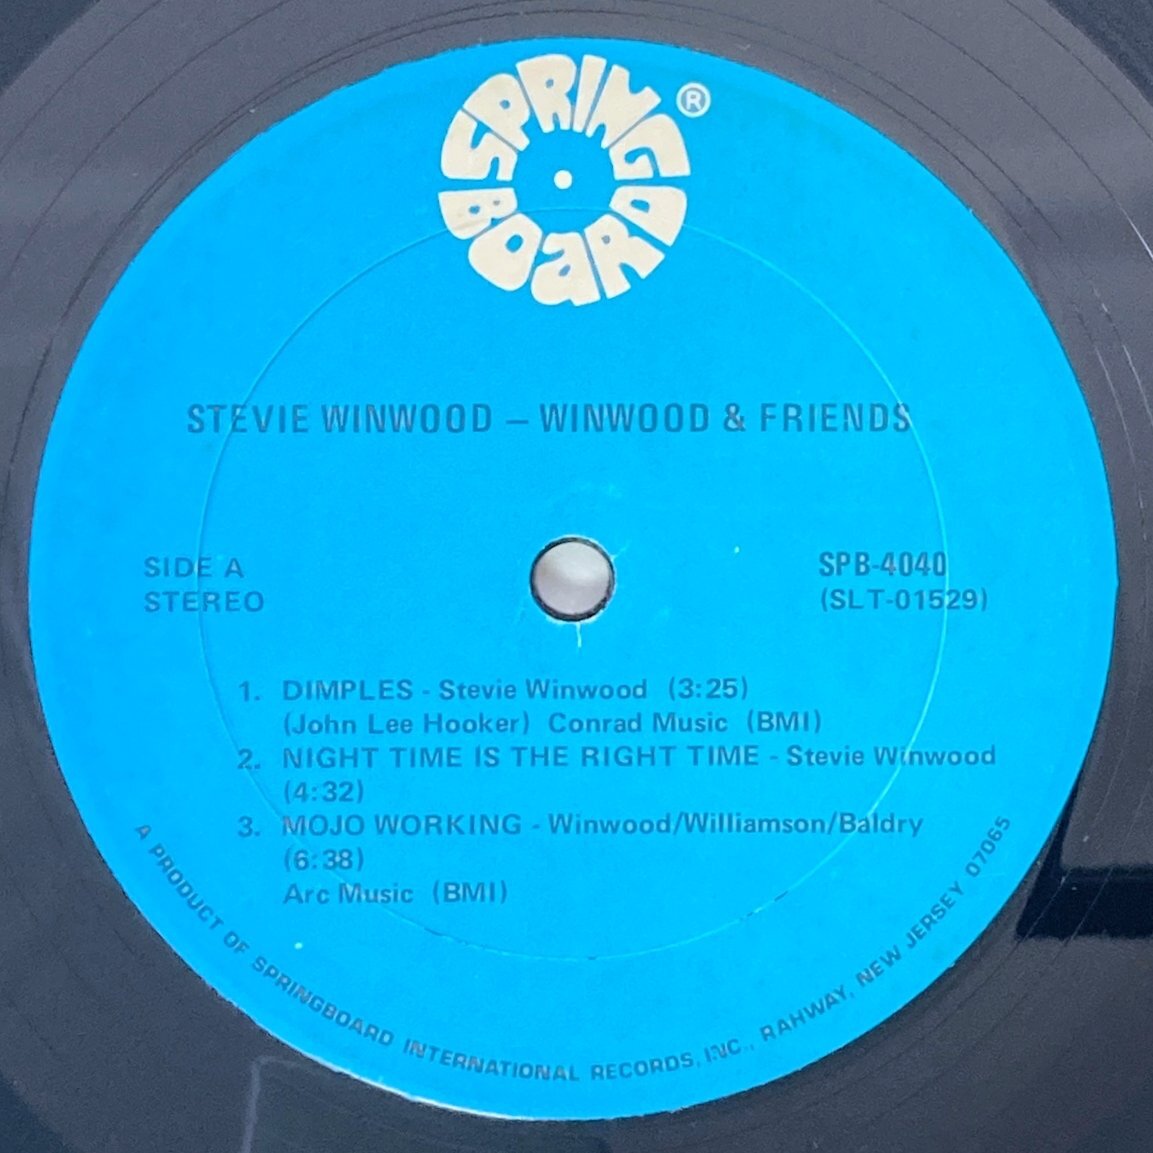 SPRING
BOARD
®
STEVIE WINWOOD – WINWOOD & FRIENDS
SIDE A
STEREO
SPB-4040
(SLT-01529)
1. DIMPLES - Stevie Winwood (3:25)
(John Lee Hooker) Conrad Music (BMI)
2. NIGHT TIME IS THE RIGHT TIME - Stevie Winwood
(4:32)
3. MOJO WORKING - Winwood/Williamson/Baldry
(6:38)
Arc Music (BMI)
A PRODUCT OF SPRINGBOARD INTERNATIONAL RECORDS, INC., RAHWAY, NEW JERSEY 07065